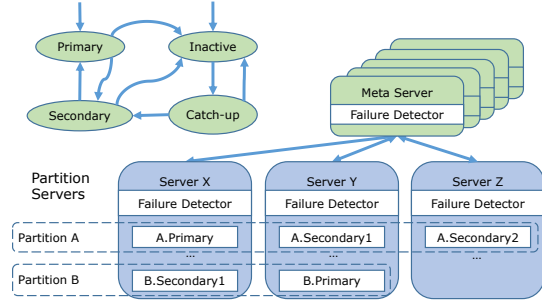 Primary
Inactive
Secondary
Catch-up
Meta Server
Failure Detector
Partition
Servers
Server X
Server Y
Server Z
Failure Detector
Failure Detector
Failure Detector
Partition A
A.Primary
A.Secondary1
A.Secondary2
...
...
...
Partition B
B.Secondary1
B.Primary